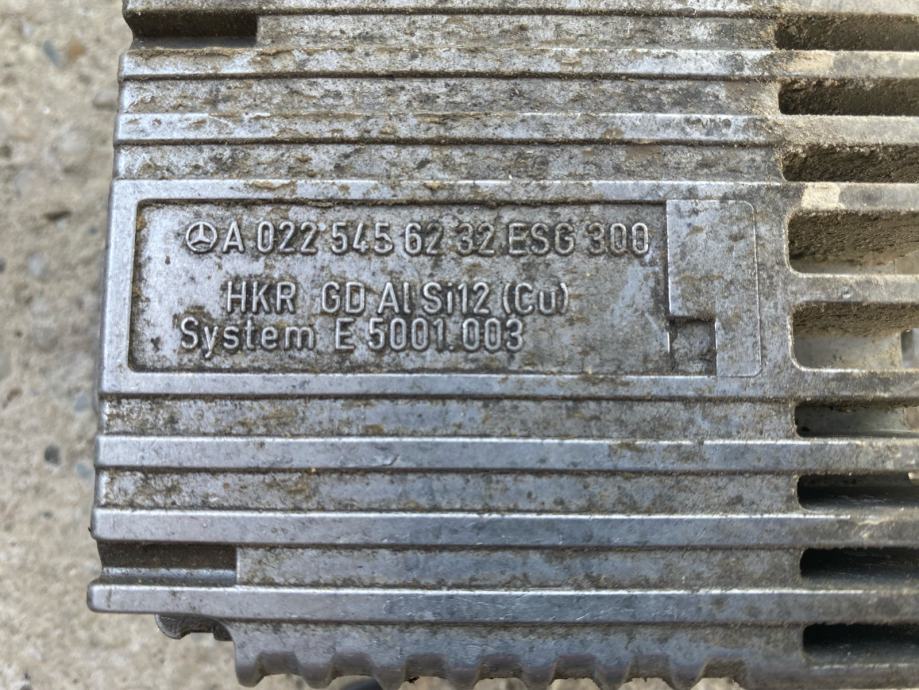 A 022 545 62 32 ESG 300
HKR GD AlSi12 (Cu)
System E 5001.003